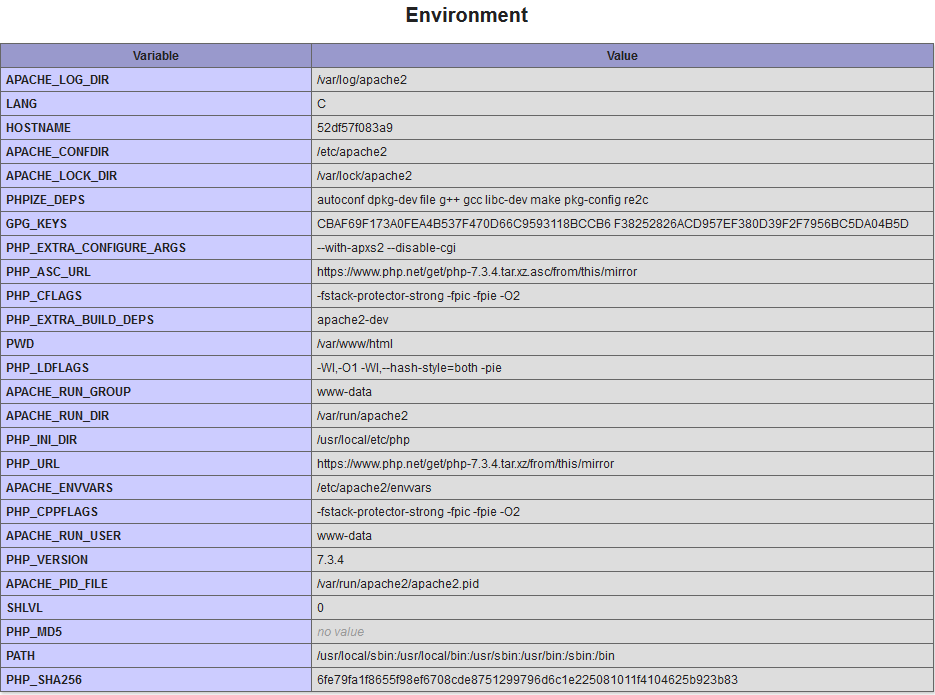 Environment
Variable Value
APACHE_LOG_DIR /var/log/apache2
LANG C
HOSTNAME 52df57f083a9
APACHE_CONFDIR /etc/apache2
APACHE_LOCK_DIR /var/lock/apache2
PHPIZE_DEPS autoconf dpkg-dev file g++ gcc libc-dev make pkg-config re2c
GPG_KEYS CBAF69F173A0FEA4B537F470D66C9593118BCCB6 F38252826ACD957EF380D39F2F7956BC5DA04B5D
PHP_EXTRA_CONFIGURE_ARGS --with-apxs2 --disable-cgi
PHP_ASC_URL https://www.php.net/get/php-7.3.4.tar.xz.asc/from/this/mirror
PHP_CFLAGS -fstack-protector-strong -fpic -fpie -O2
PHP_EXTRA_BUILD_DEPS apache2-dev
PWD /var/www/html
PHP_LDFLAGS -Wl,-O1 -Wl,--hash-style=both -pie
APACHE_RUN_GROUP www-data
APACHE_RUN_DIR /var/run/apache2
PHP_INI_DIR /usr/local/etc/php
PHP_URL https://www.php.net/get/php-7.3.4.tar.xz/from/this/mirror
APACHE_ENVVARS /etc/apache2/envvars
PHP_CPPFLAGS -fstack-protector-strong -fpic -fpie -O2
APACHE_RUN_USER www-data
PHP_VERSION 7.3.4
APACHE_PID_FILE /var/run/apache2/apache2.pid
SHLVL 0
PHP_MD5 no value
PATH /usr/local/sbin:/usr/local/bin:/usr/sbin:/usr/bin:/sbin:/bin
PHP_SHA256 6fe79fa1f8655f98ef6708cde8751299796d6c1e225081011f4104625b923b83